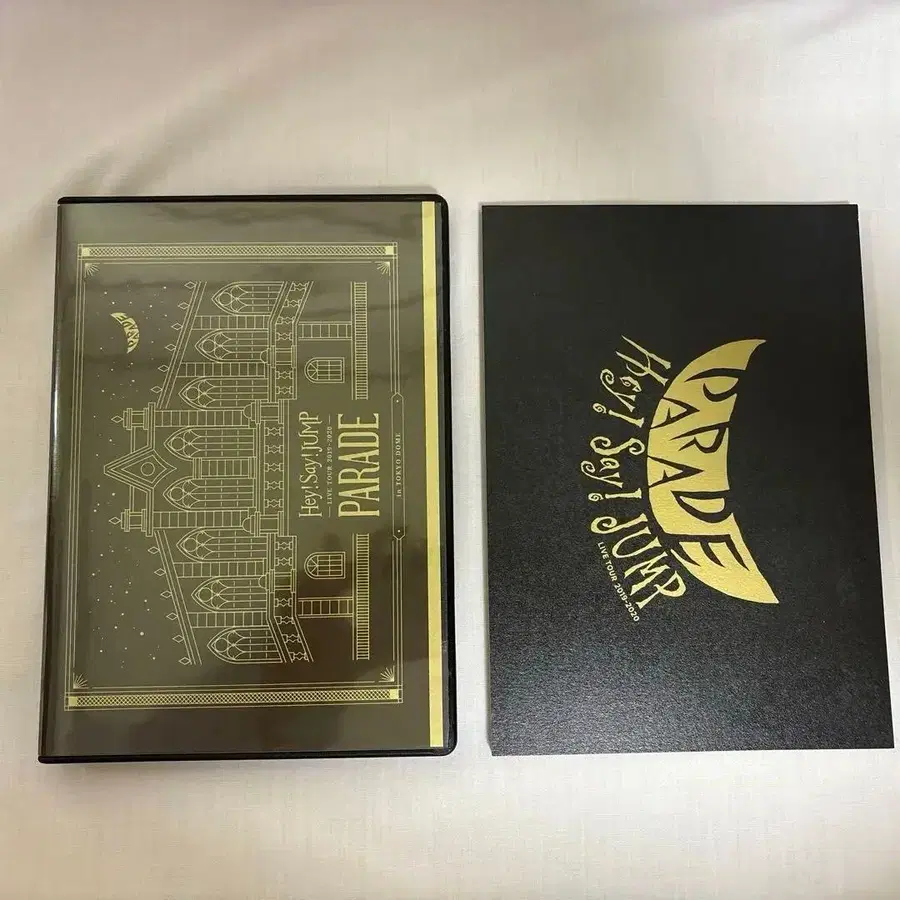 PARADE
Hey!Say!JUMP
LIVE TOUR 2019-2020
PARADE
in TOKYO DOME
PARADE
Hey! Say! JUMP
LIVE TOUR 2019-2020